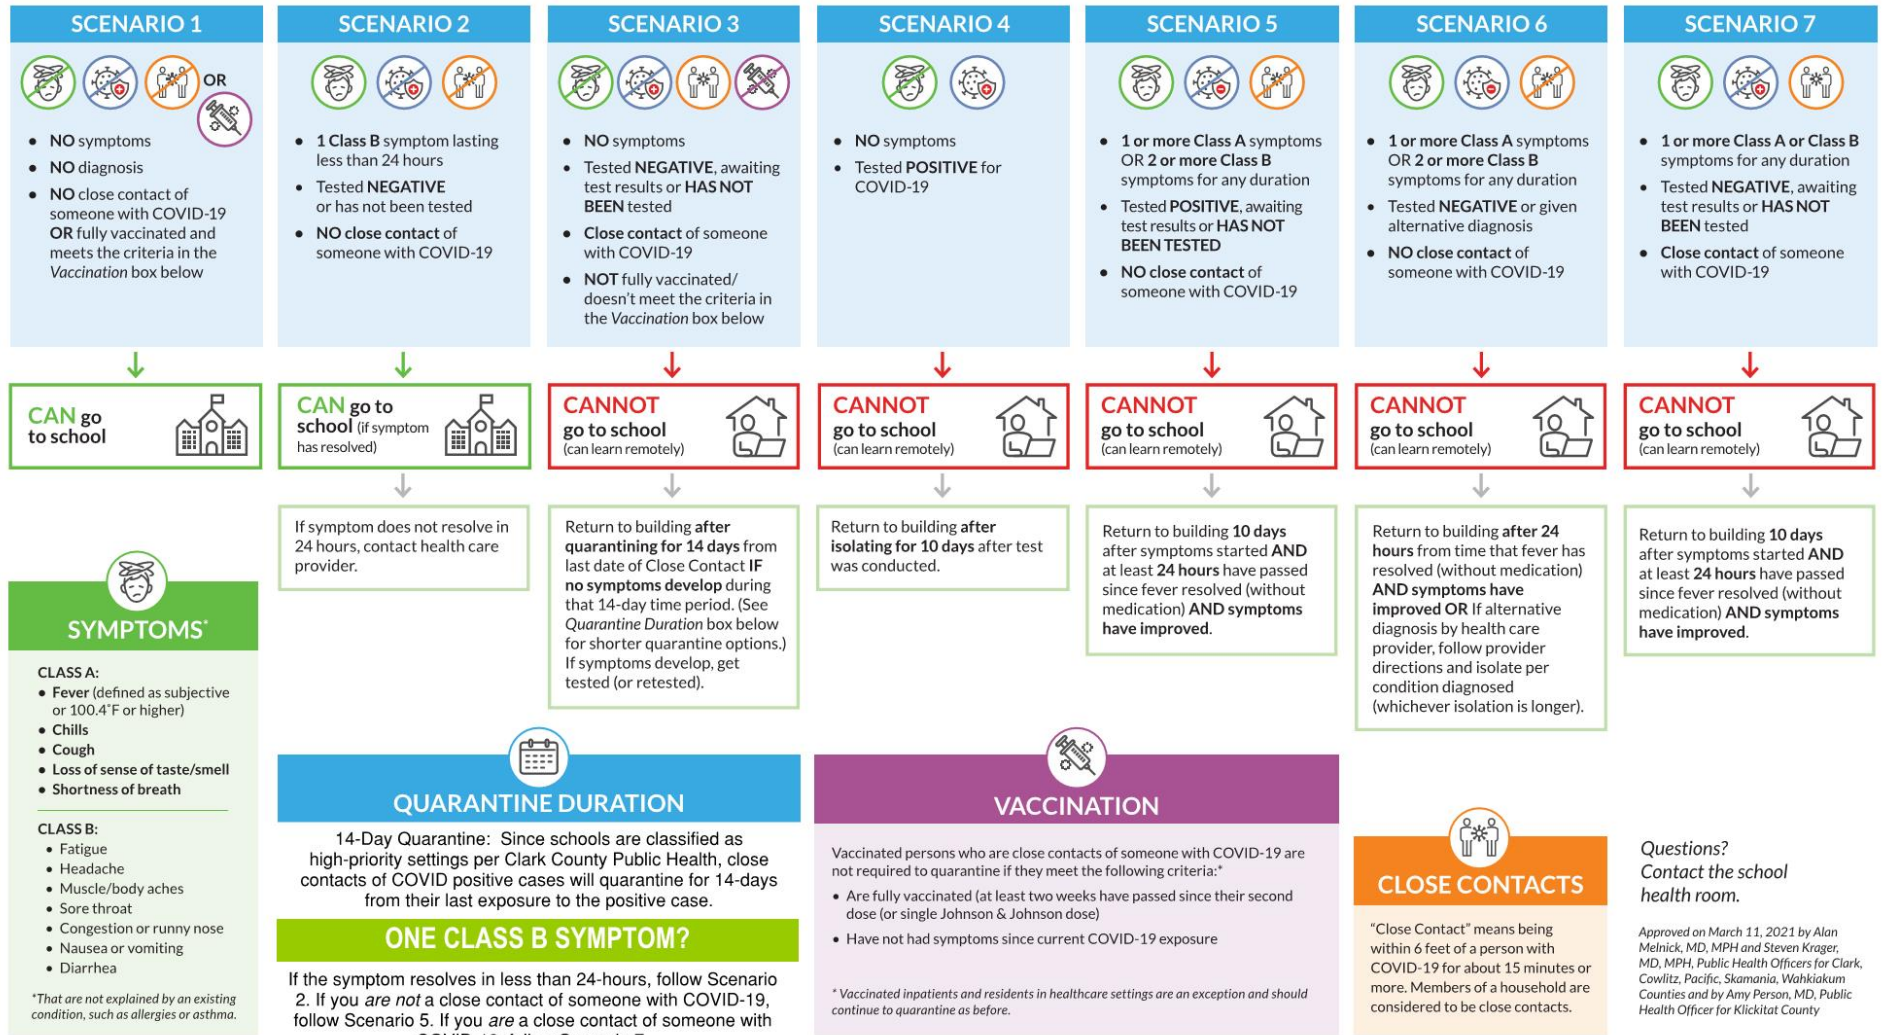 SCENARIO 1
OR
• NO symptoms
• NO diagnosis
• NO close contact of
someone with COVID-19
OR fully vaccinated and
meets the criteria in the
Vaccination box below
CAN go
to school
SCENARIO 2
• 1 Class B symptom lasting
less than 24 hours
• Tested NEGATIVE
or has not been tested
• NO close contact of
someone with COVID-19
CAN go to
school (if symptom
has resolved)
If symptom does not resolve in
24 hours, contact health care
provider.
SCENARIO 3
• NO symptoms
• Tested NEGATIVE, awaiting
test results or HAS NOT
BEEN tested
• Close contact of someone
with COVID-19
• NOT fully vaccinated/
doesn't meet the criteria in
the Vaccination box below
CANNOT
go to school
(can learn remotely)
Return to building after
quarantining for 14 days from
last date of Close Contact IF
no symptoms develop during
that 14-day time period. (See
Quarantine Duration box below
for shorter quarantine options.)
If symptoms develop, get
tested (or retested).
SCENARIO 4
• NO symptoms
• Tested POSITIVE for
COVID-19
CANNOT
go to school
(can learn remotely)
Return to building after
isolating for 10 days after test
was conducted.
SCENARIO 5
• 1 or more Class A symptoms
OR 2 or more Class B
symptoms for any duration
• Tested POSITIVE, awaiting
test results or HAS NOT
BEEN TESTED
• NO close contact of
someone with COVID-19
CANNOT
go to school
(can learn remotely)
Return to building 10 days
after symptoms started AND
at least 24 hours have passed
since fever resolved (without
medication) AND symptoms
have improved.
SCENARIO 6
• 1 or more Class A symptoms
OR 2 or more Class B
symptoms for any duration
• Tested NEGATIVE or given
alternative diagnosis
• NO close contact of
someone with COVID-19
CANNOT
go to school
(can learn remotely)
Return to building after 24
hours from time that fever has
resolved (without medication)
AND symptoms have
improved OR If alternative
diagnosis by health care
provider, follow provider
directions and isolate per
condition diagnosed
(whichever isolation is longer).
SCENARIO 7
• 1 or more Class A or Class B
symptoms for any duration
• Tested NEGATIVE, awaiting
test results or HAS NOT
BEEN tested
• Close contact of someone
with COVID-19
CANNOT
go to school
(can learn remotely)
Return to building 10 days
after symptoms started AND
at least 24 hours have passed
since fever resolved (without
medication) AND symptoms
have improved.
SYMPTOMS*
CLASS A:
• Fever (defined as subjective
or 100.4˚F or higher)
• Chills
• Cough
• Loss of sense of taste/smell
• Shortness of breath
CLASS B:
• Fatigue
• Headache
• Muscle/body aches
• Sore throat
• Congestion or runny nose
• Nausea or vomiting
• Diarrhea
*That are not explained by an existing
condition, such as allergies or asthma.
QUARANTINE DURATION
14-Day Quarantine: Since schools are classified as
high-priority settings per Clark County Public Health, close
contacts of COVID positive cases will quarantine for 14-days
from their last exposure to the positive case.
ONE CLASS B SYMPTOM?
If the symptom resolves in less than 24-hours, follow Scenario
2. If you are not a close contact of someone with COVID-19,
follow Scenario 5. If you are a close contact of someone with
VACCINATION
Vaccinated persons who are close contacts of someone with COVID-19 are
not required to quarantine if they meet the following criteria:*
• Are fully vaccinated (at least two weeks have passed since their second
dose (or single Johnson & Johnson dose)
• Have not had symptoms since current COVID-19 exposure
* Vaccinated inpatients and residents in healthcare settings are an exception and should
continue to quarantine as before.
CLOSE CONTACTS
"Close Contact" means being
within 6 feet of a person with
COVID-19 for about 15 minutes or
more. Members of a household are
considered to be close contacts.
Questions?
Contact the school
health room.
Approved on March 11, 2021 by Alan
Melnick, MD, MPH and Steven Krager,
MD, MPH, Public Health Officers for Clark,
Cowlitz, Pacific, Skamania, Wahkiakum
Counties and by Amy Person, MD, Public
Health Officer for Klickitat County